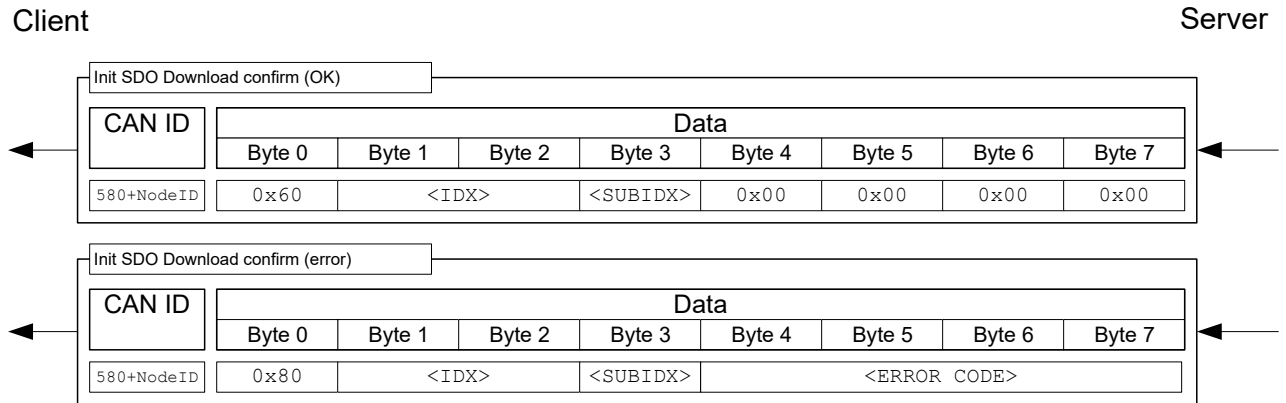 Client Server
Init SDO Download confirm (OK)
CAN ID Data
Byte 0 Byte 1 Byte 2 Byte 3 Byte 4 Byte 5 Byte 6 Byte 7
580+NodeID 0x60 <IDX> <SUBIDX> 0x00 0x00 0x00 0x00
Init SDO Download confirm (error)
CAN ID Data
Byte 0 Byte 1 Byte 2 Byte 3 Byte 4 Byte 5 Byte 6 Byte 7
580+NodeID 0x80 <IDX> <SUBIDX> <ERROR CODE>